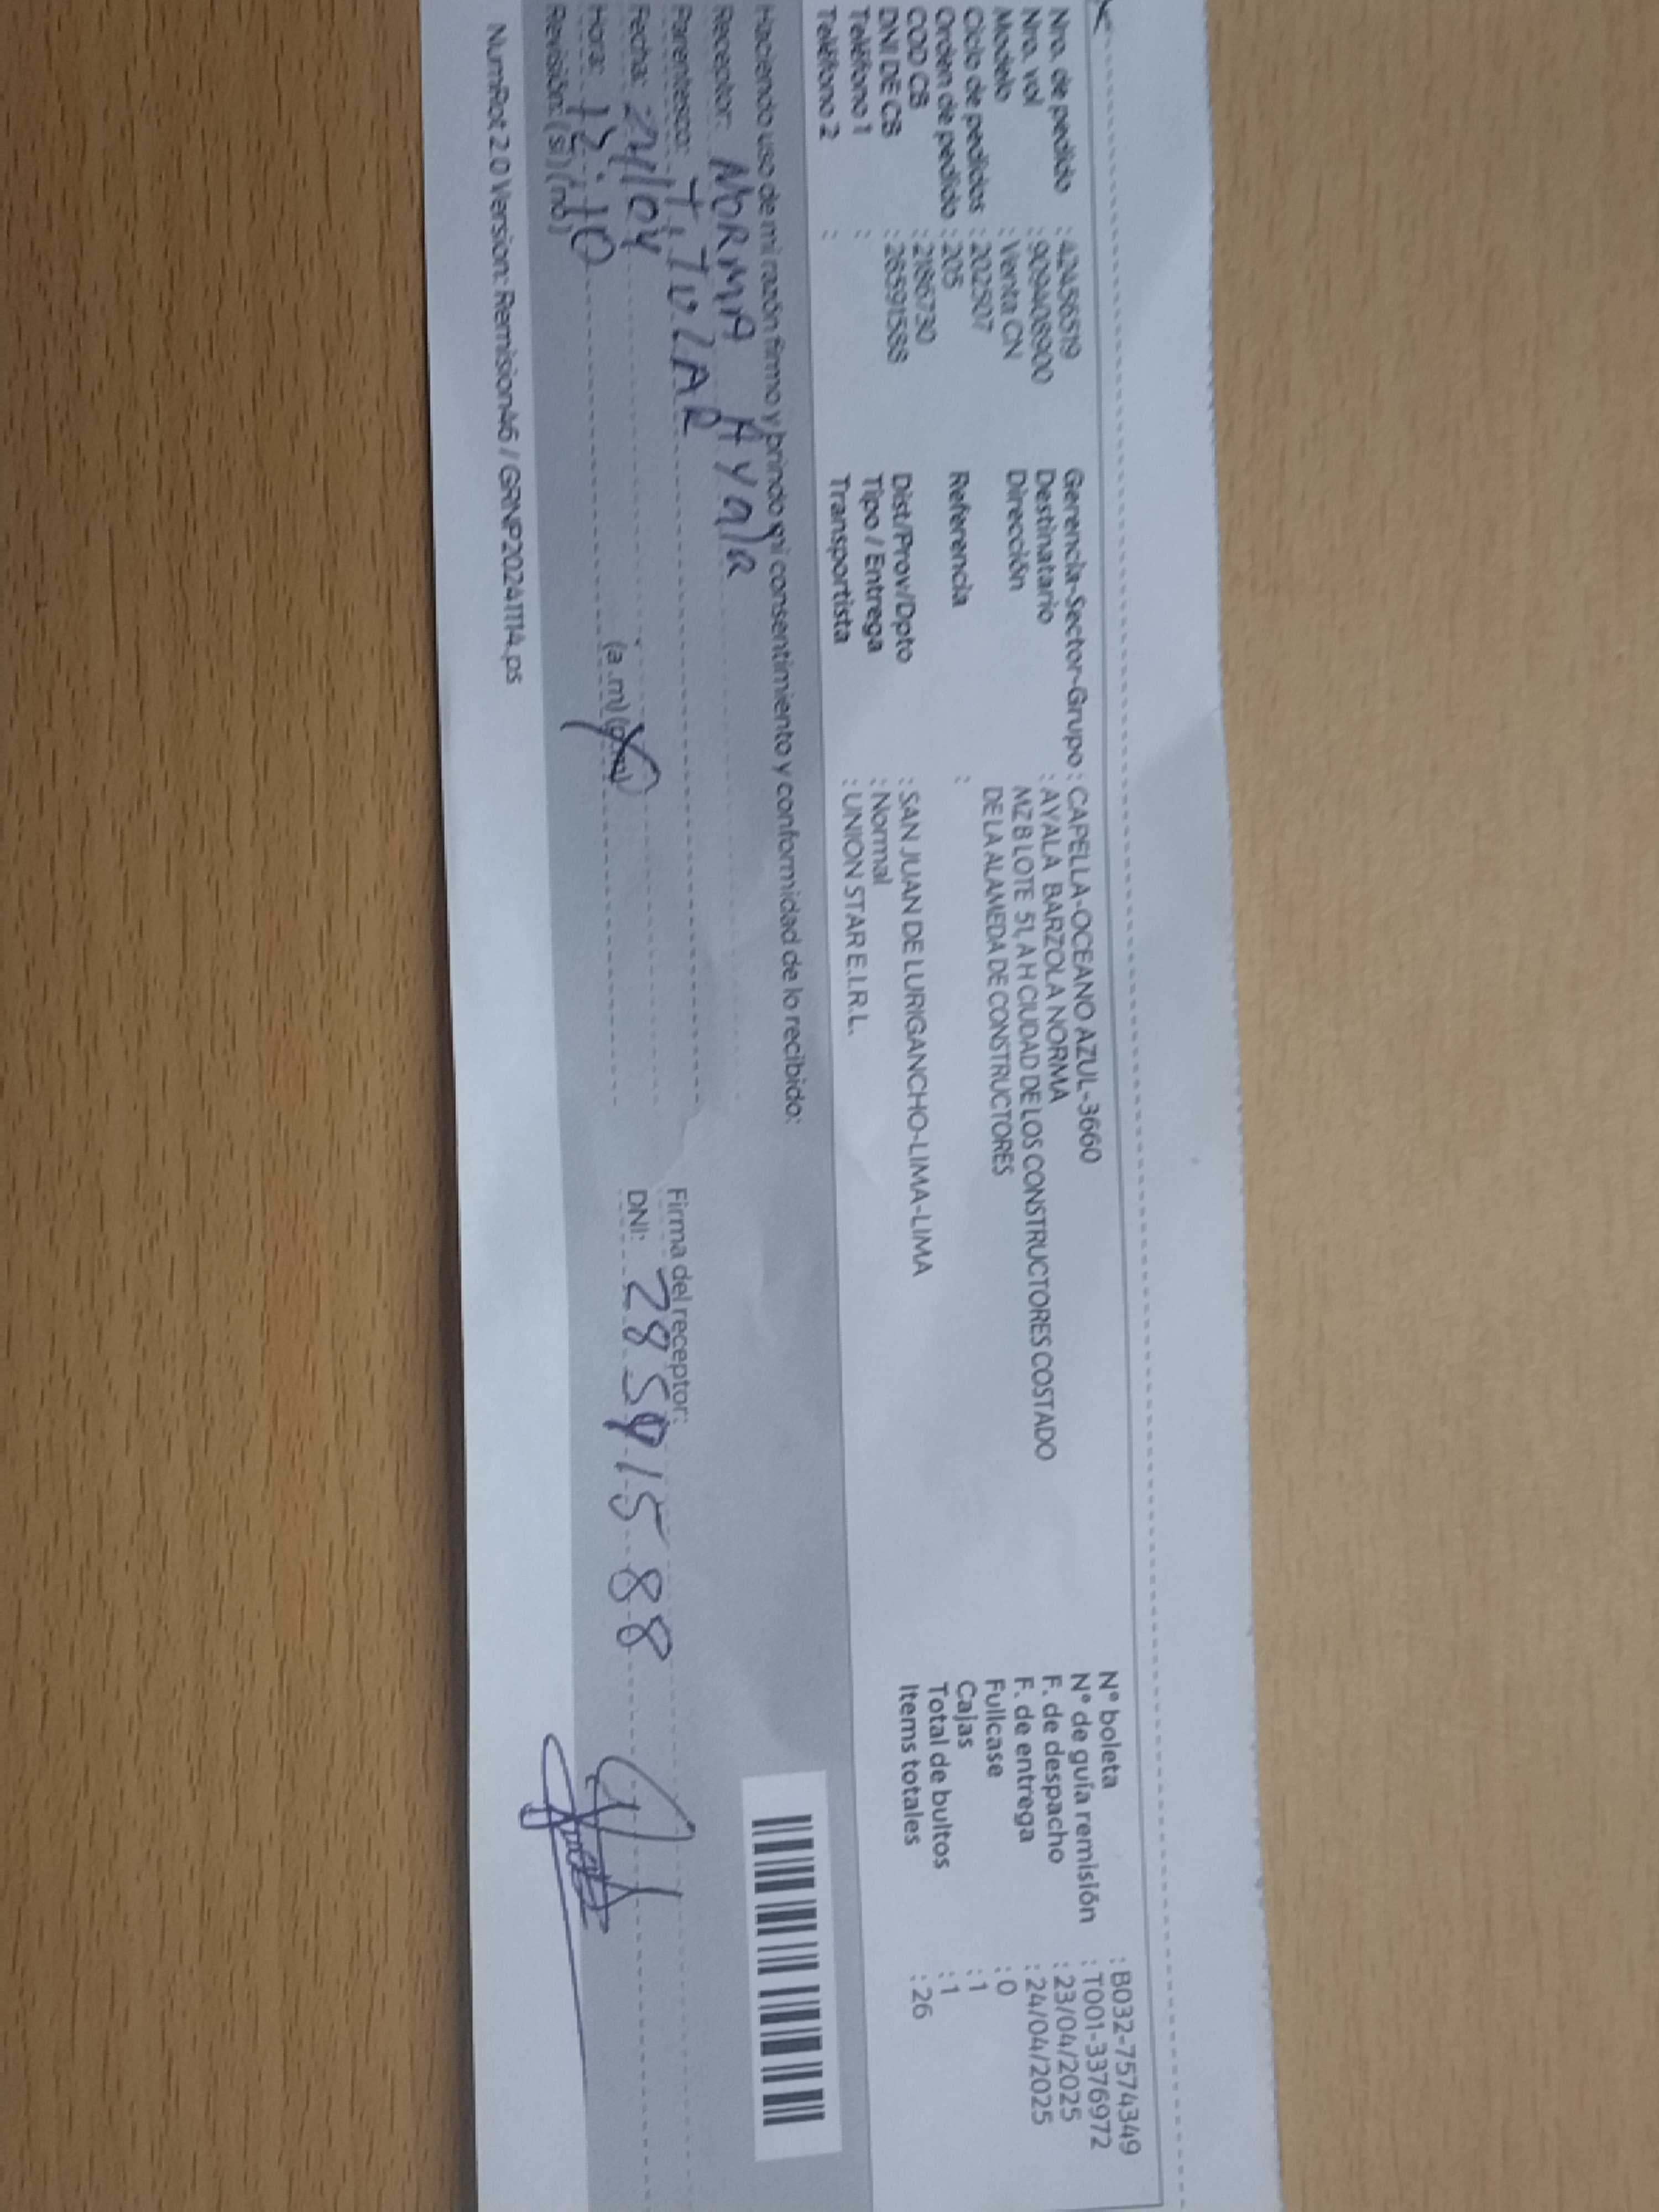 Nro. de pedido : 42456519
Nro. vol : 9094408900
Modelo : Venta CN
Ciclo de pedidos : 202507
Orden de pedido : 205
COD CB : 2186730
DNI DE CB : 28591588
Teléfono 1 :
Teléfono 2 :
Gerencia-Sector-Grupo : CAPELLA-OCEANO AZUL-3660
Destinatario : AYALA BARZOLA NORMA
Dirección : MZ B LOTE 51, A H CIUDAD DE LOS CONSTRUCTORES COSTADO
DE LA ALAMEDA DE CONSTRUCTORES
Referencia :
Dist/Prov/Dpto : SAN JUAN DE LURIGANCHO-LIMA-LIMA
Tipo / Entrega : Normal
Transportista : UNION STAR E.I.R.L.
N° boleta : B032-7574349
N° de guía remisión : T001-3376972
F. de despacho : 23/04/2025
F. de entrega : 24/04/2025
Fullcase : 0
Cajas : 1
Total de bultos : 1
Items totales : 26
Haciendo uso de mi razón firmo y brindo mi consentimiento y conformidad de lo recibido:
Receptor: NORMA AYala
Parentesco: TiTULAR
Fecha: 24/04
Hora: 12:10 (a .m) (p.m)
Revisión: (si) (no)
Firma del receptor:
DNI: 28591588
NumRot 2.0 Version: Remision46 / GRNP20241114.ps